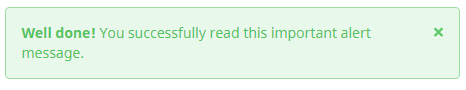 Well done! You successfully read this important alert ×
message.